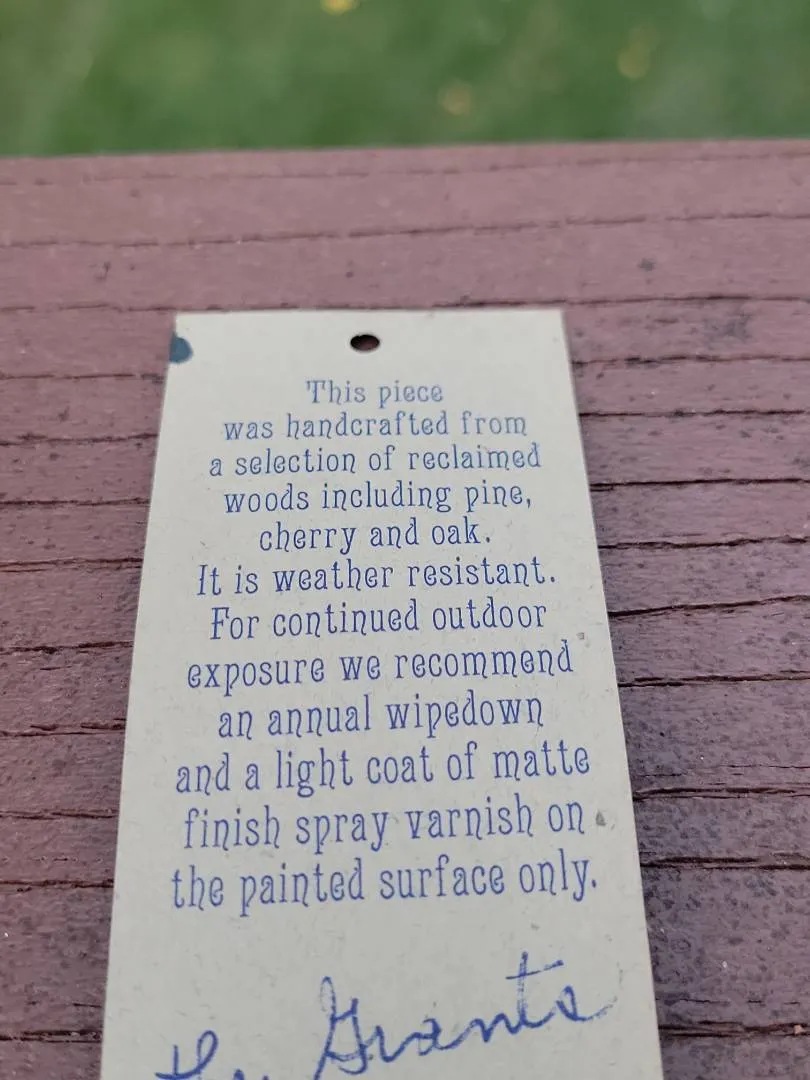 This piece
was handcrafted from
a selection of reclaimed
woods including pine,
cherry and oak.
It is weather resistant.
For continued outdoor
exposure we recommend
an annual wipedown
and a light coat of matte
finish spray varnish on
the painted surface only.
Grants